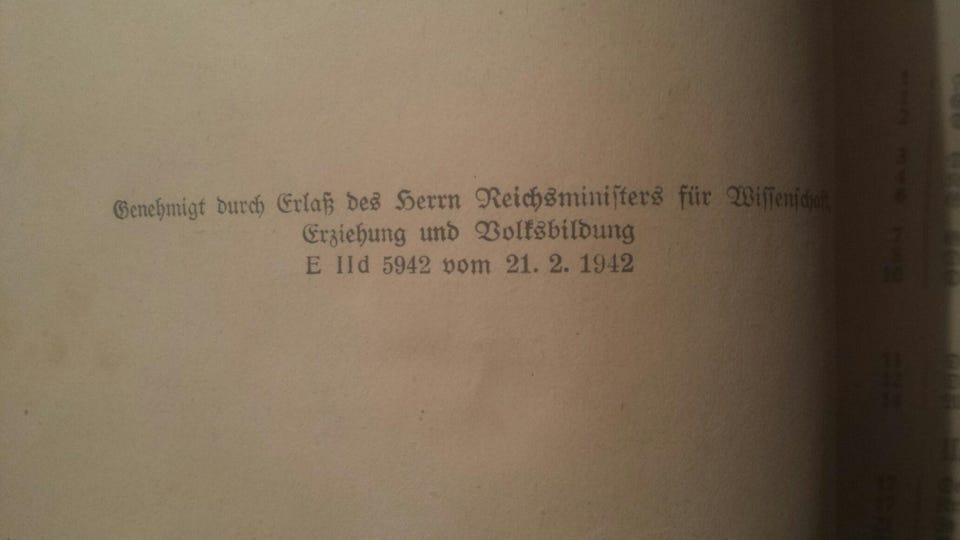 Genehmigt durch Erlaß des Herrn Reichsministers für Wissenschaft,
Erziehung und Volksbildung
E IId 5942 vom 21. 2. 1942